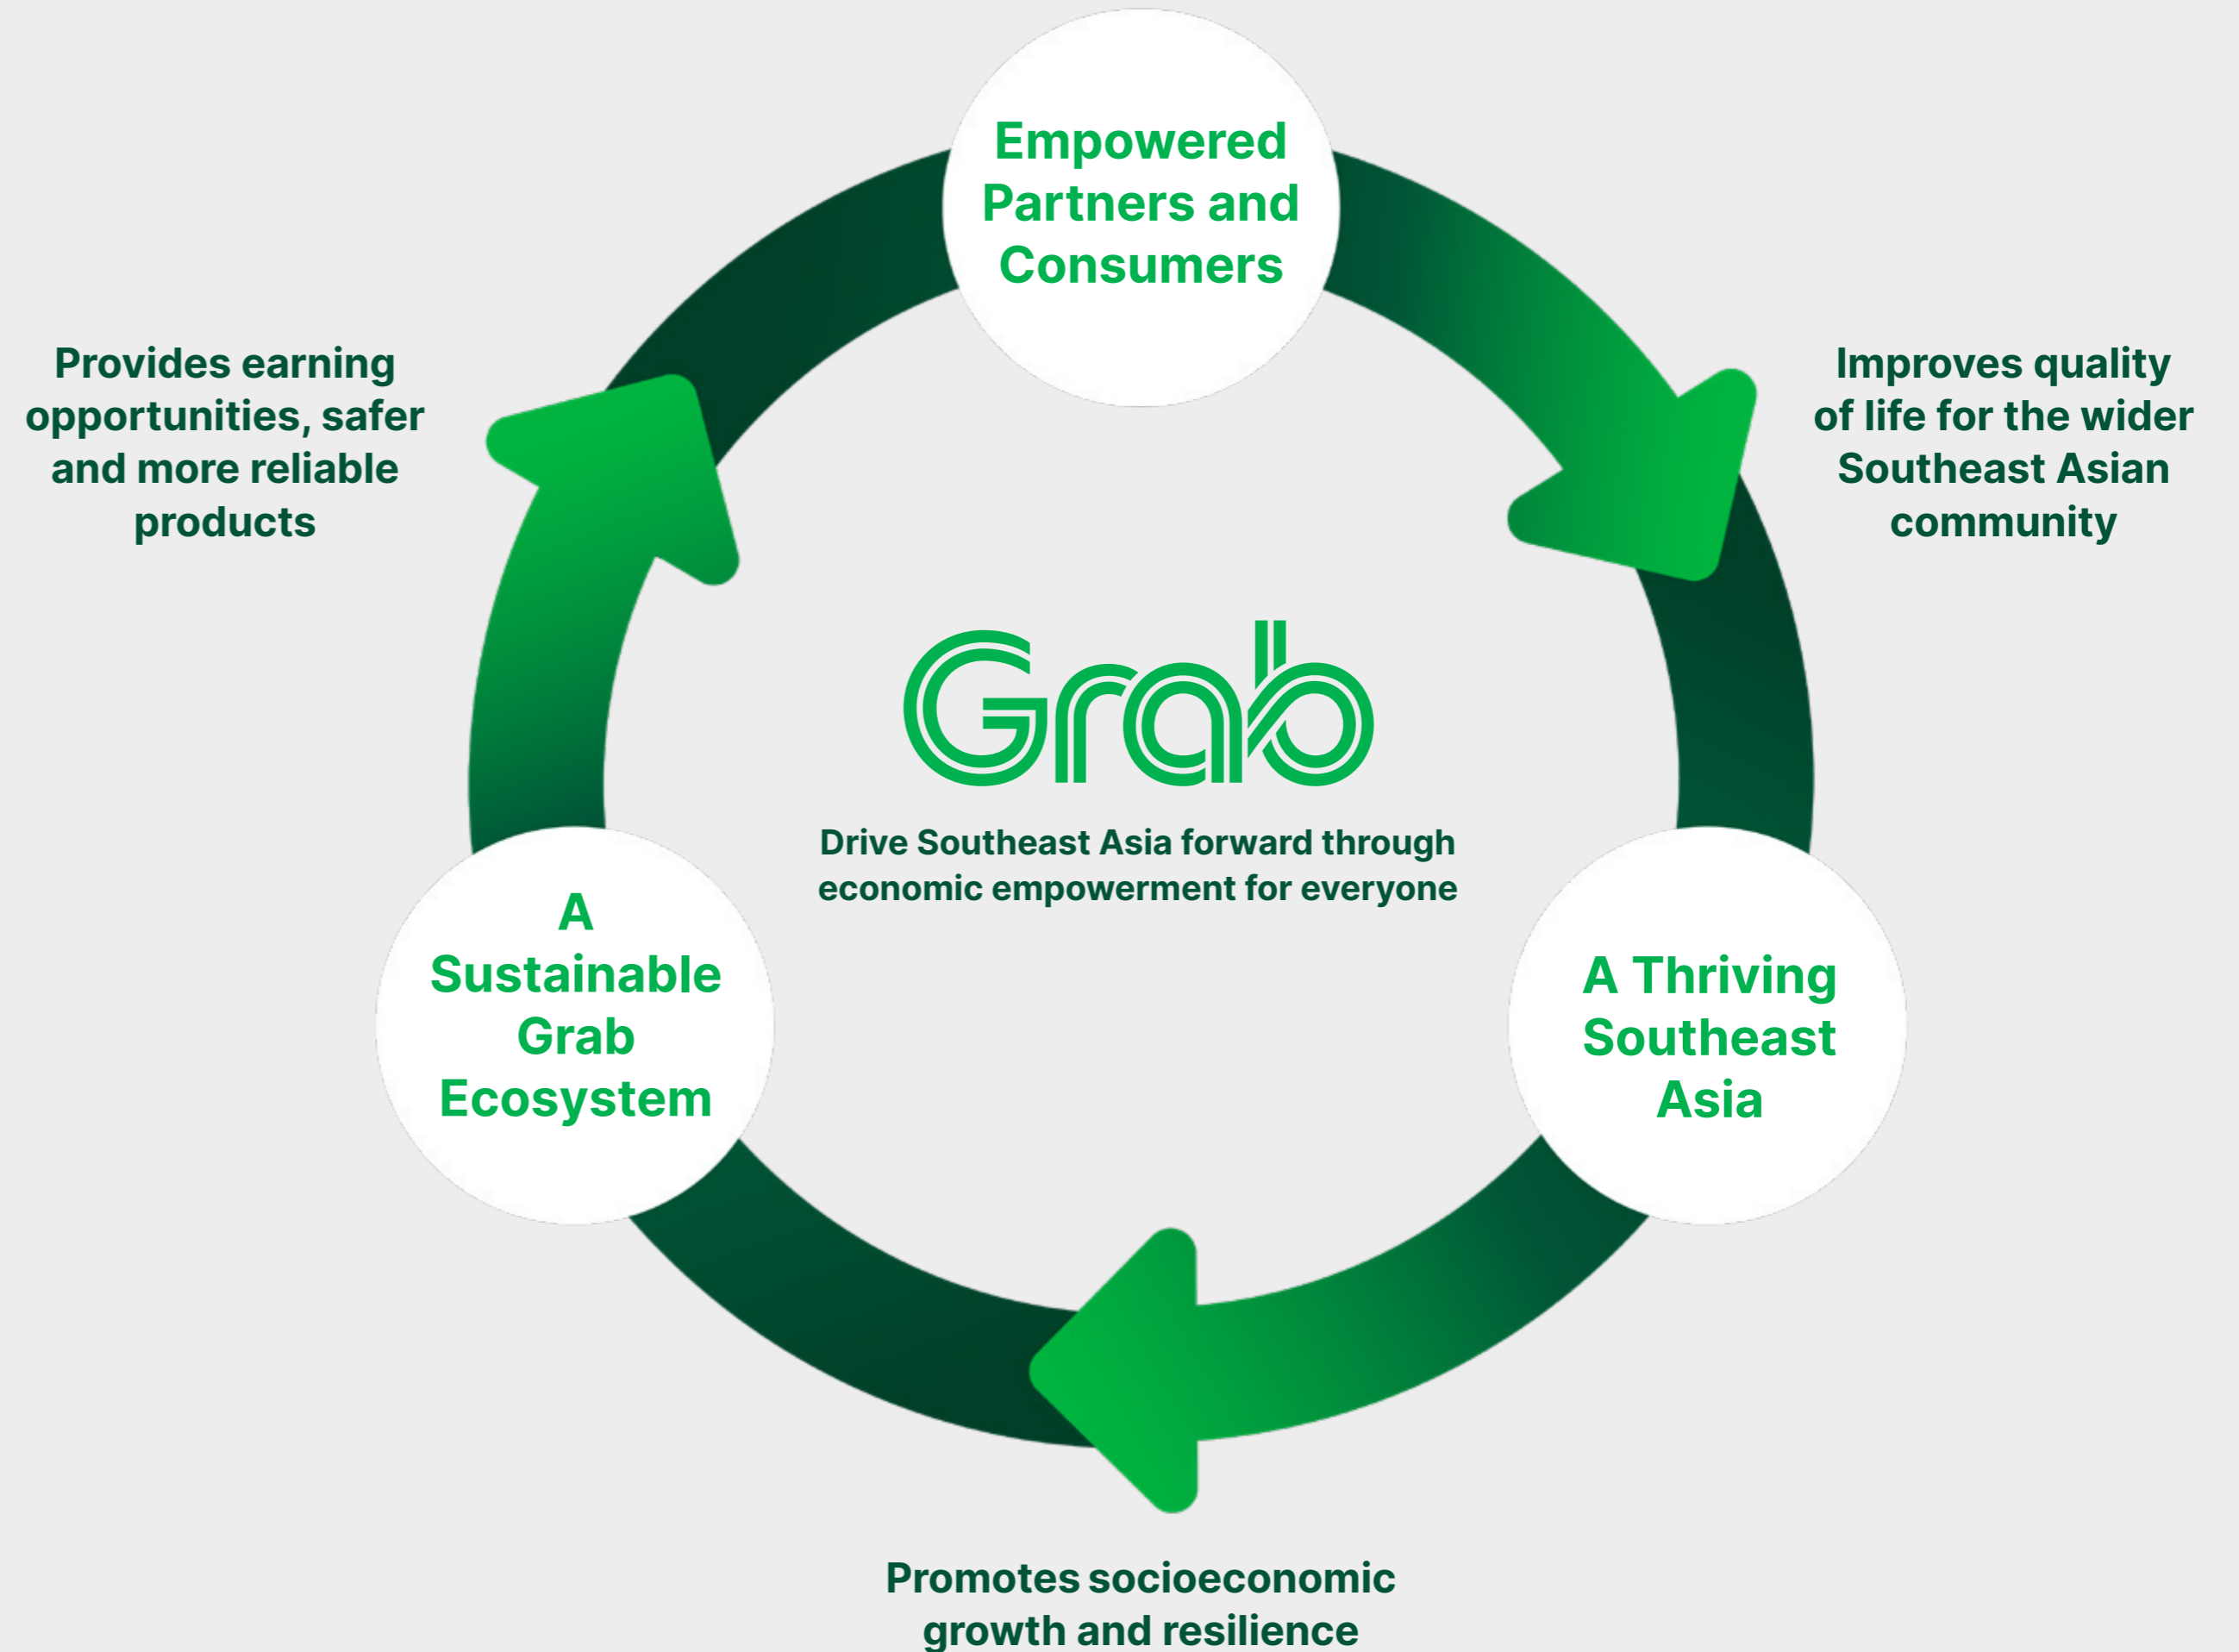 Empowered
Partners and
Consumers
Provides earning
opportunities, safer
and more reliable
products
Improves quality
of life for the wider
Southeast Asian
community
Grab
Drive Southeast Asia forward through
economic empowerment for everyone
A
Sustainable
Grab
Ecosystem
A Thriving
Southeast
Asia
Promotes socioeconomic
growth and resilience